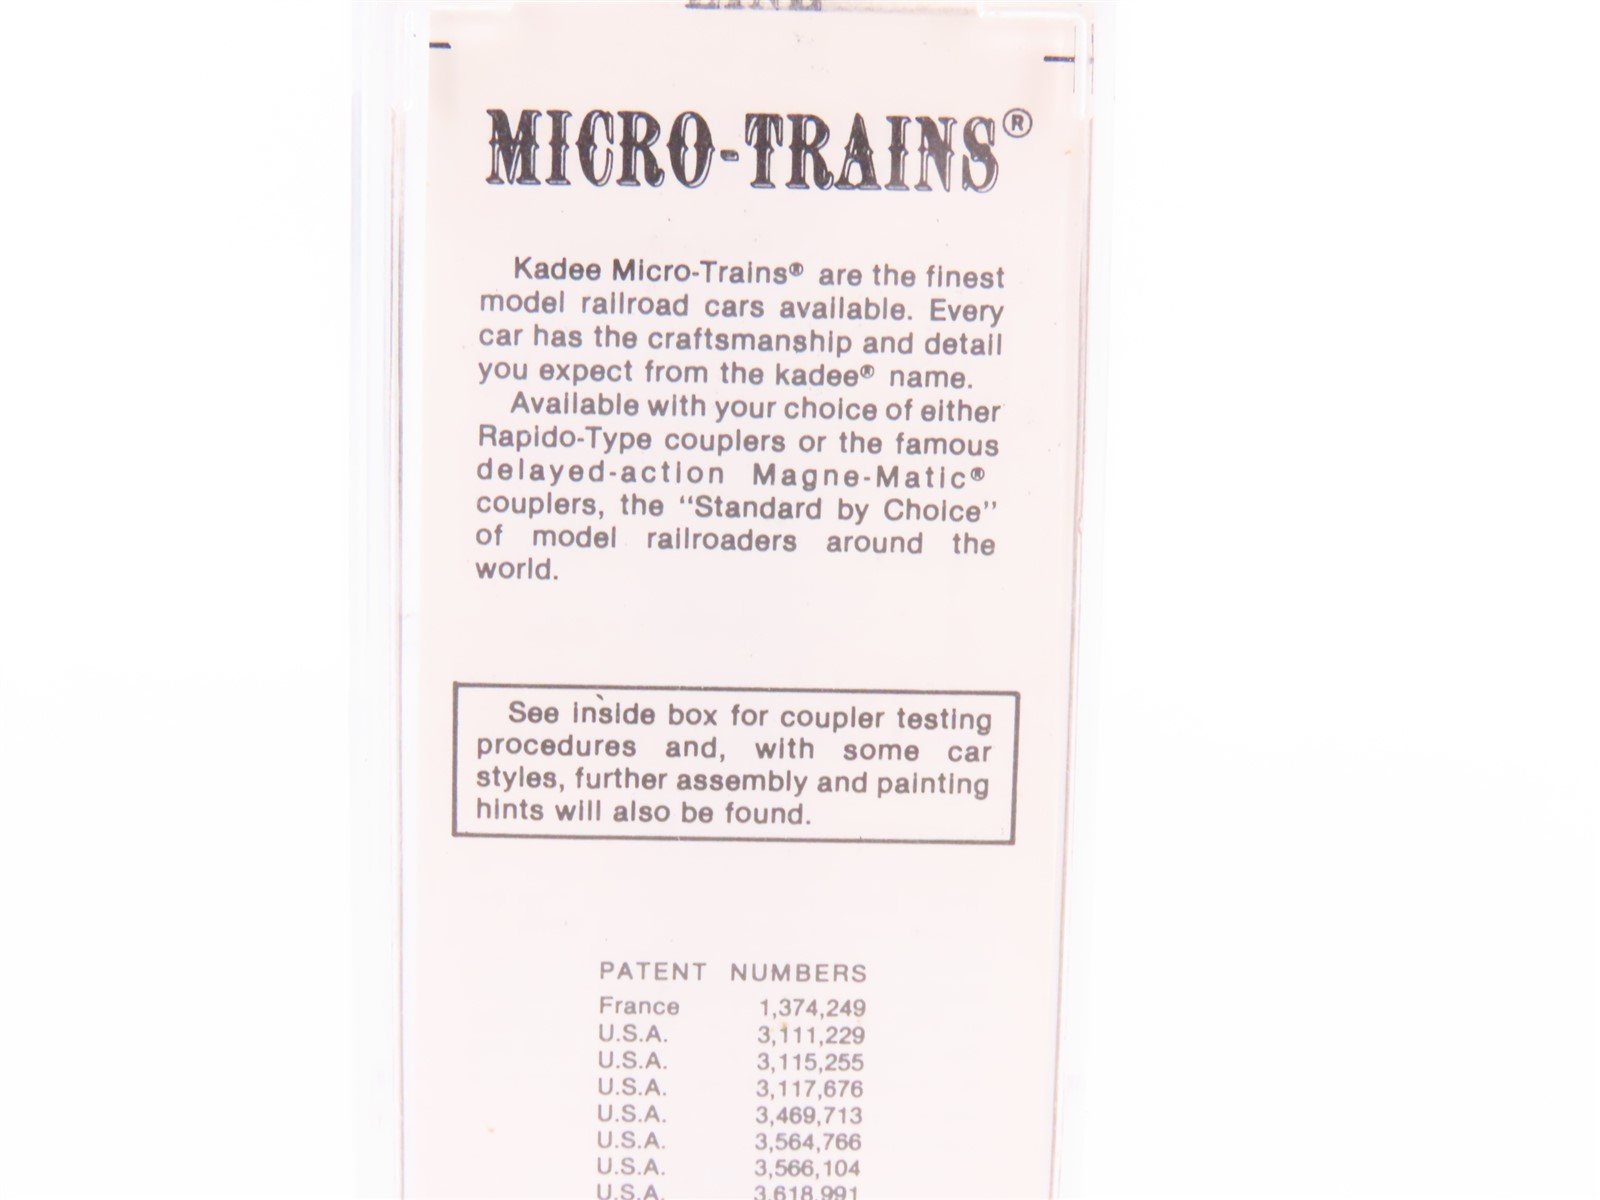 LINE
MICRO-TRAINS®
Kadee Micro-Trains® are the finest
model railroad cars available. Every
car has the craftsmanship and detail
you expect from the kadee® name.
Available with your choice of either
Rapido-Type couplers or the famous
delayed-action Magne-Matic®
couplers, the “Standard by Choice”
of model railroaders around the
world.
See inside box for coupler testing
procedures and, with some car
styles, further assembly and painting
hints will also be found.
PATENT NUMBERS
France 1,374,249
U.S.A. 3,111,229
U.S.A. 3,115,255
U.S.A. 3,117,676
U.S.A. 3,469,713
U.S.A. 3,564,766
U.S.A. 3,566,104
U.S.A. 3,618,991